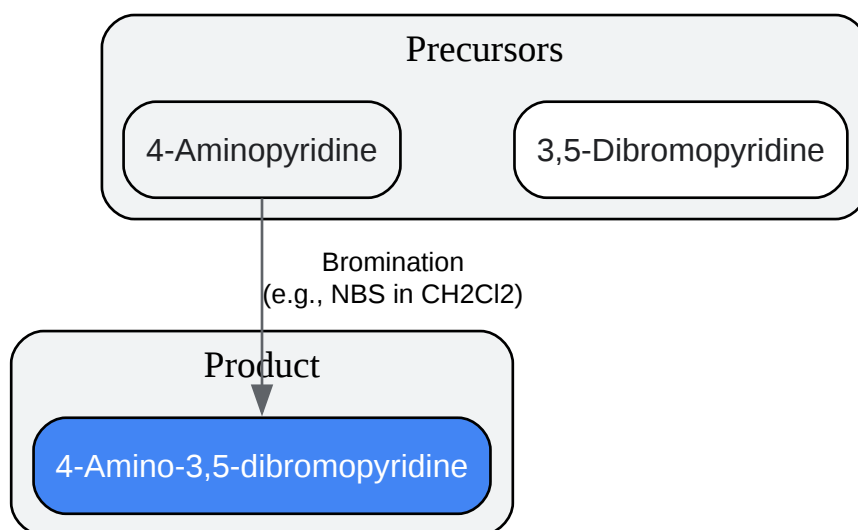 Precursors
4-Aminopyridine
3,5-Dibromopyridine
Bromination
(e.g., NBS in CH2Cl2)
Product
4-Amino-3,5-dibromopyridine